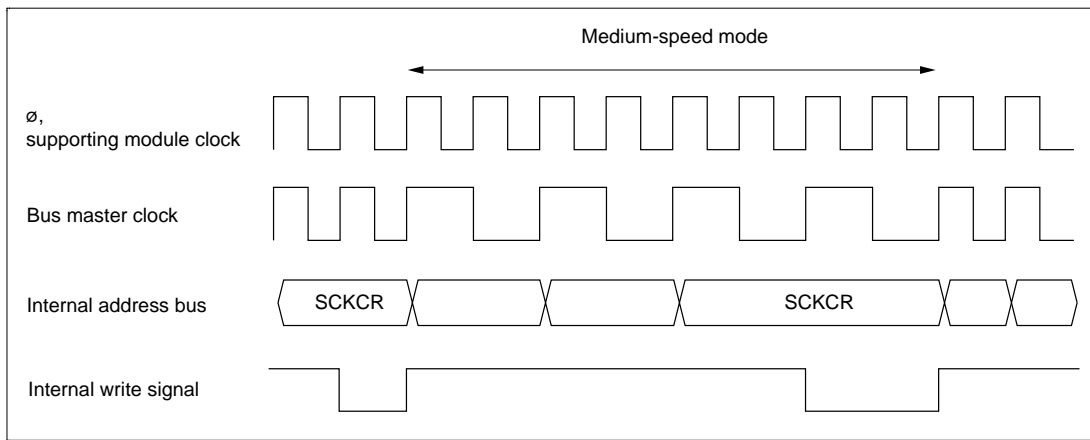 Medium-speed mode
ø,
supporting module clock
Bus master clock
Internal address bus
SCKCR
SCKCR
Internal write signal